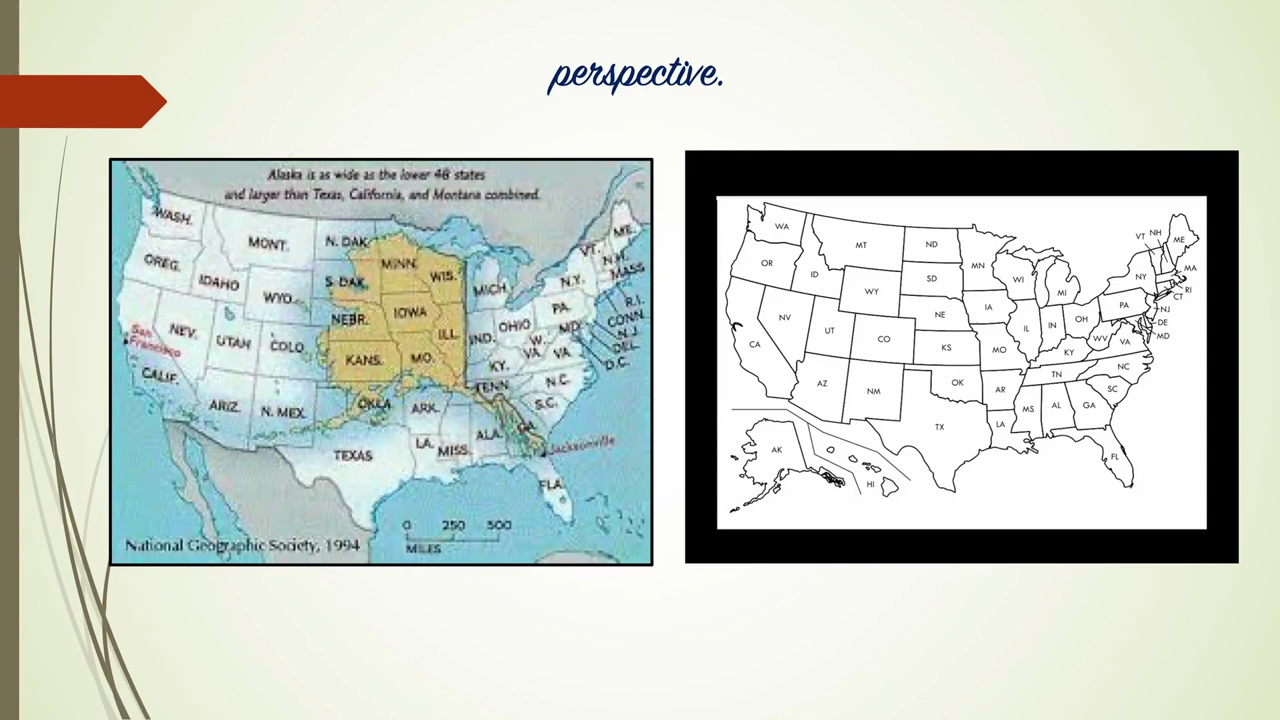 perspective.
Alaska is as wide as the lower 48 states
and larger than Texas, California, and Montana combined.
WASH.
MONT.
N. DAK.
MINN.
OREG.
IDAHO
S. DAK.
WIS.
MICH.
VT.
ME.
N.H.
MASS
N.Y.
WYO.
NEBR.
IOWA
PA.
R.I.
CONN
N.J.
DEL.
D.C.
San
Francisco
NEV.
UTAH
COLO.
ILL.
IND.
OHIO
MD.
W.
VA.
VA.
KANS.
MO.
KY.
CALIF.
ARIZ.
N. MEX.
OKLA.
ARK.
TENN.
N.C.
S.C.
TEXAS
LA.
MISS.
ALA.
GA.
Jacksonville
FLA.
0 250 500
MILES
National Geographic Society, 1994
WA
MT
ND
MN
VT
NH
ME
OR
ID
SD
WI
MI
NY
MA
RI
CT
WY
IA
PA
NJ
NV
UT
NE
IL
IN
OH
DE
MD
CA
CO
KS
MO
KY
WV
VA
AZ
NM
OK
AR
TN
NC
SC
TX
LA
MS
AL
GA
AK
HI
FL